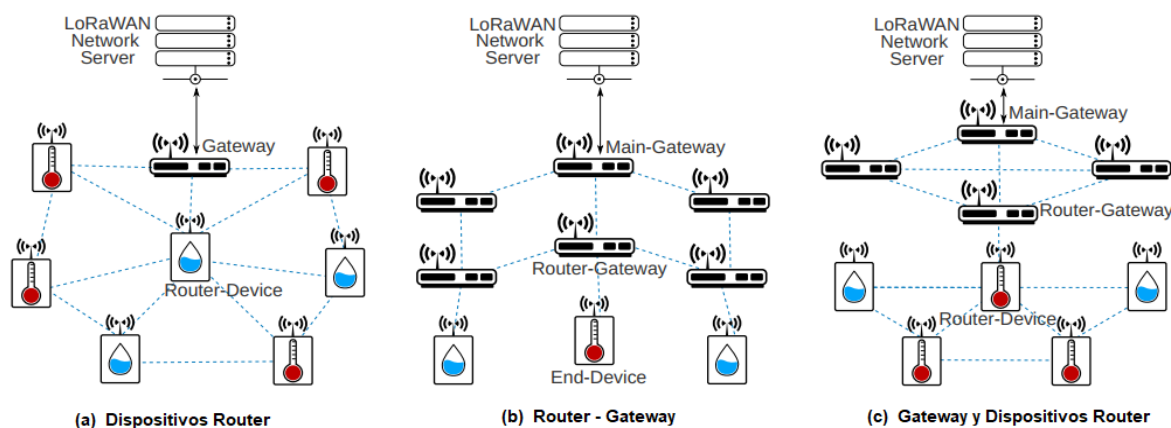 LoRaWAN
Network
Server
Gateway
Router-Device
(a) Dispositivos Router
LoRaWAN
Network
Server
Main-Gateway
Router-Gateway
End-Device
(b) Router - Gateway
LoRaWAN
Network
Server
Main-Gateway
Router-Gateway
Router-Device
(c) Gateway y Dispositivos Router